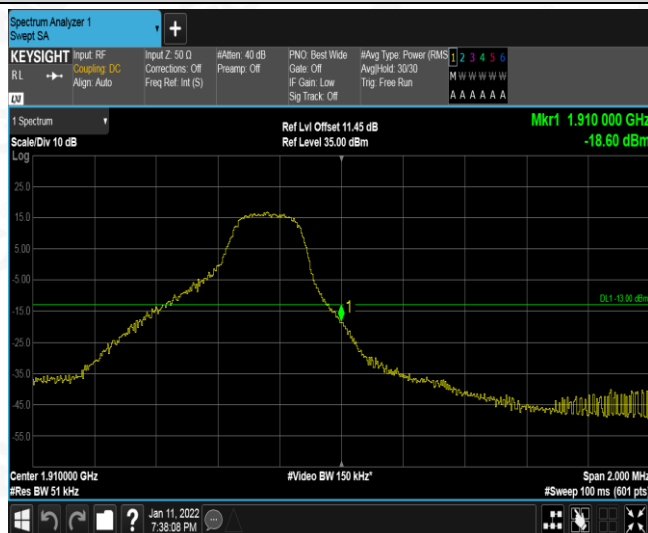 Spectrum Analyzer 1
Swept SA
KEYSIGHT
RL
LXI
Input: RF
Coupling: DC
Align: Auto
Input Z: 50 Ω
Corrections: Off
Freq Ref: Int (S)
#Atten: 40 dB
Preamp: Off
PNO: Best Wide
Gate: Off
IF Gain: Low
Sig Track: Off
#Avg Type: Power (RMS
Avg|Hold: 30/30
Trig: Free Run
1 2 3 4 5 6
M W W W W W
A A A A A A
1 Spectrum
Scale/Div 10 dB
Ref Lvl Offset 11.45 dB
Ref Level 35.00 dBm
Mkr1 1.910 000 GHz
-18.60 dBm
Log
25.0
15.0
5.00
-5.00
DL1 -13.00 dBm
1
-15.0
-25.0
-35.0
-45.0
-55.0
Center 1.910000 GHz
#Video BW 150 kHz*
Span 2.000 MHz
#Res BW 51 kHz
#Sweep 100 ms (601 pts)
?
Jan 11, 2022
7:38:08 PM